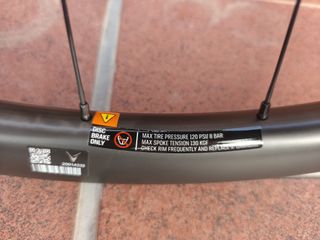 DISC
BRAKE
ONLY
MAX TIRE PRESSURE 120 PSI/ 8 BAR
MAX SPOKE TENSION 130 KGF
CHECK RIM FREQUENTLY AND REPLACE